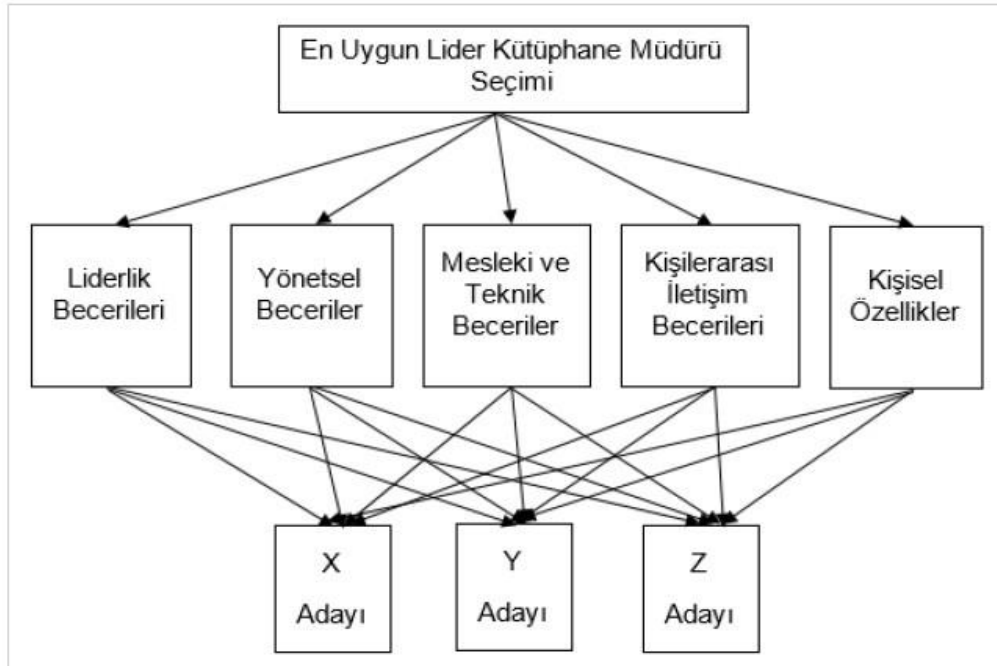 En Uygun Lider Kütüphane Müdürü
Seçimi
Liderlik
Becerileri
Yönetsel
Beceriler
Mesleki ve
Teknik
Beceriler
Kişilerarası
İletişim
Becerileri
Kişisel
Özellikler
X
Adayı
Y
Adayı
Z
Adayı